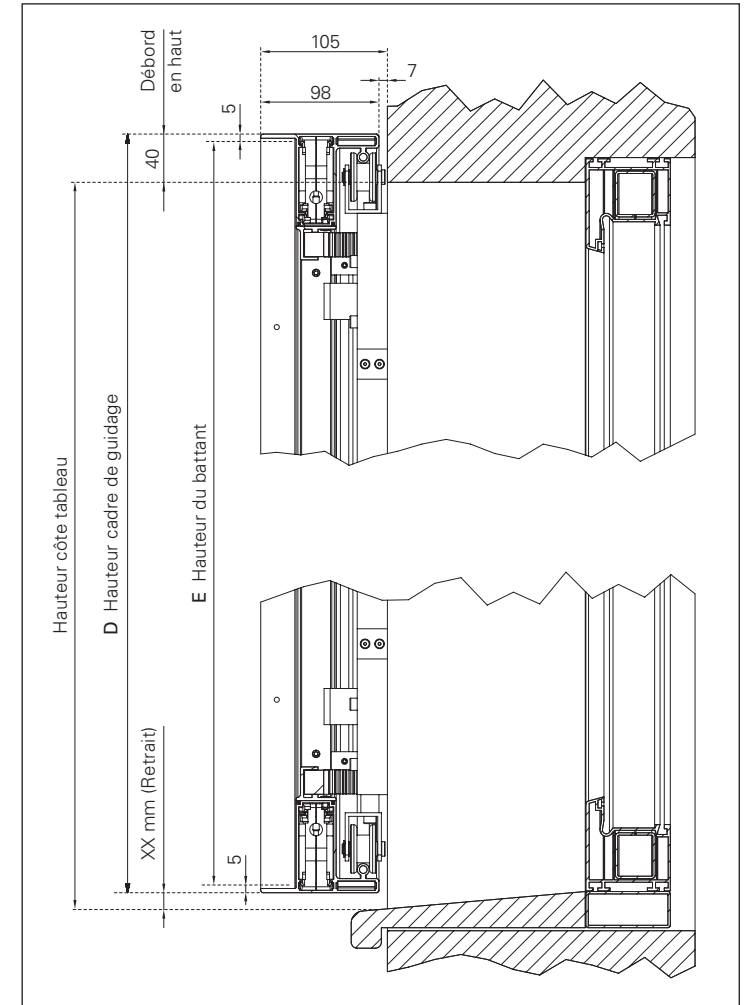 105
98
7
Débord
en haut
5
40
Hauteur côte tableau
D Hauteur cadre de guidage
E Hauteur du battant
XX mm (Retrait)
5